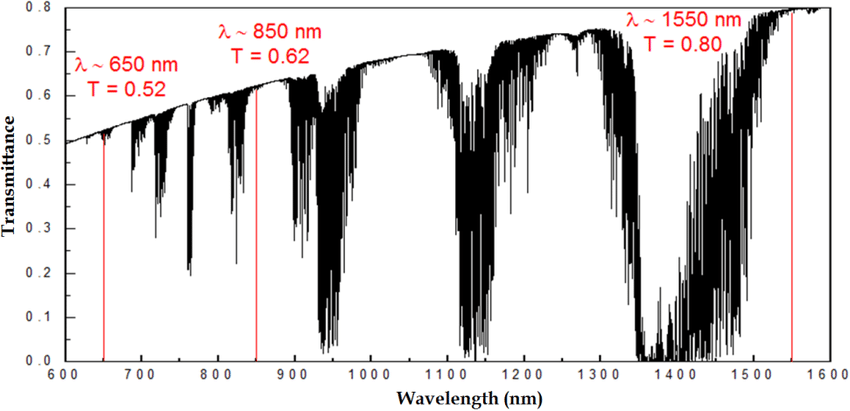 λ ~ 650 nm
T = 0.52
λ ~ 850 nm
T = 0.62
λ ~ 1550 nm
T = 0.80
Transmittance
0.8
0.7
0.6
0.5
0.4
0.3
0.2
0.1
0.0
600 700 800 900 1000 1100 1200 1300 1400 1500 1600
Wavelength (nm)